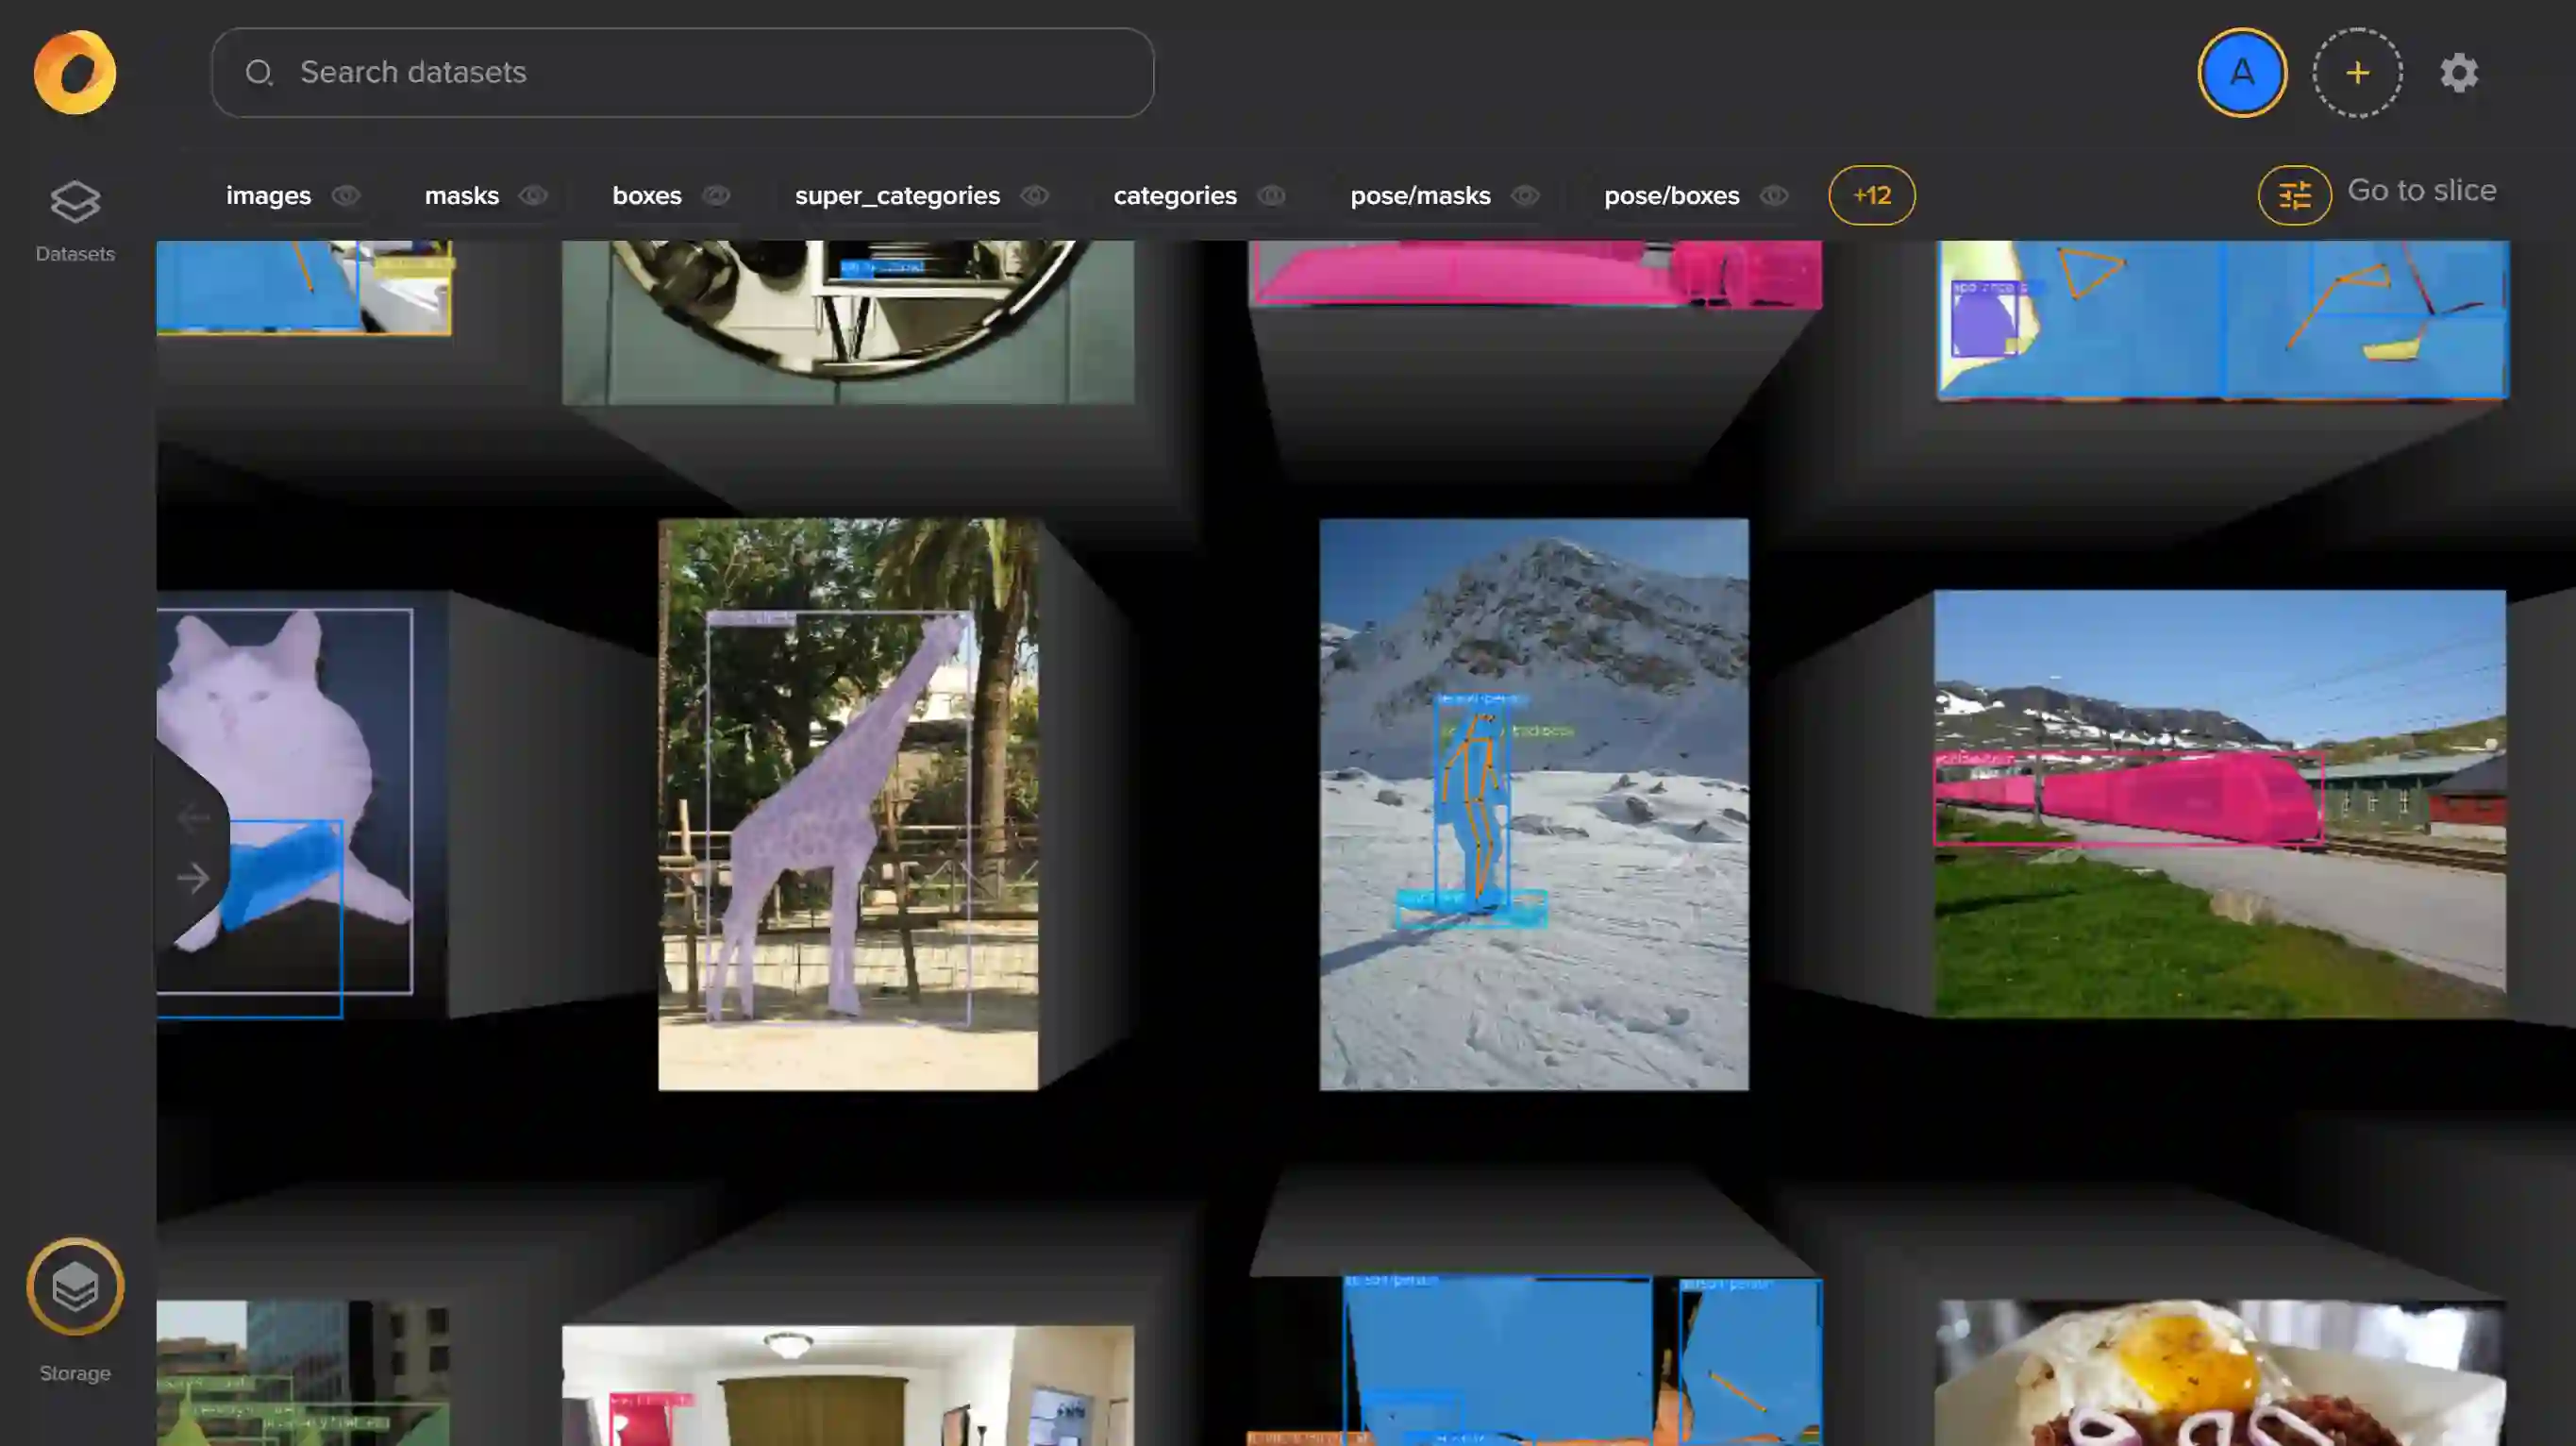 Search datasets
A
+
images
masks
boxes
super_categories
categories
pose/masks
pose/boxes
+12
Go to slice
Datasets
Storage